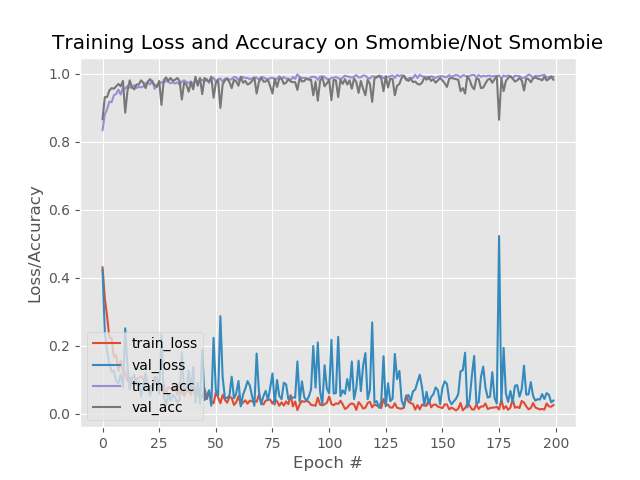 Training Loss and Accuracy on Smombie/Not Smombie
Loss/Accuracy
1.0
0.8
0.6
0.4
0.2
0.0
train_loss
val_loss
train_acc
val_acc
0 25 50 75 100 125 150 175 200
Epoch #